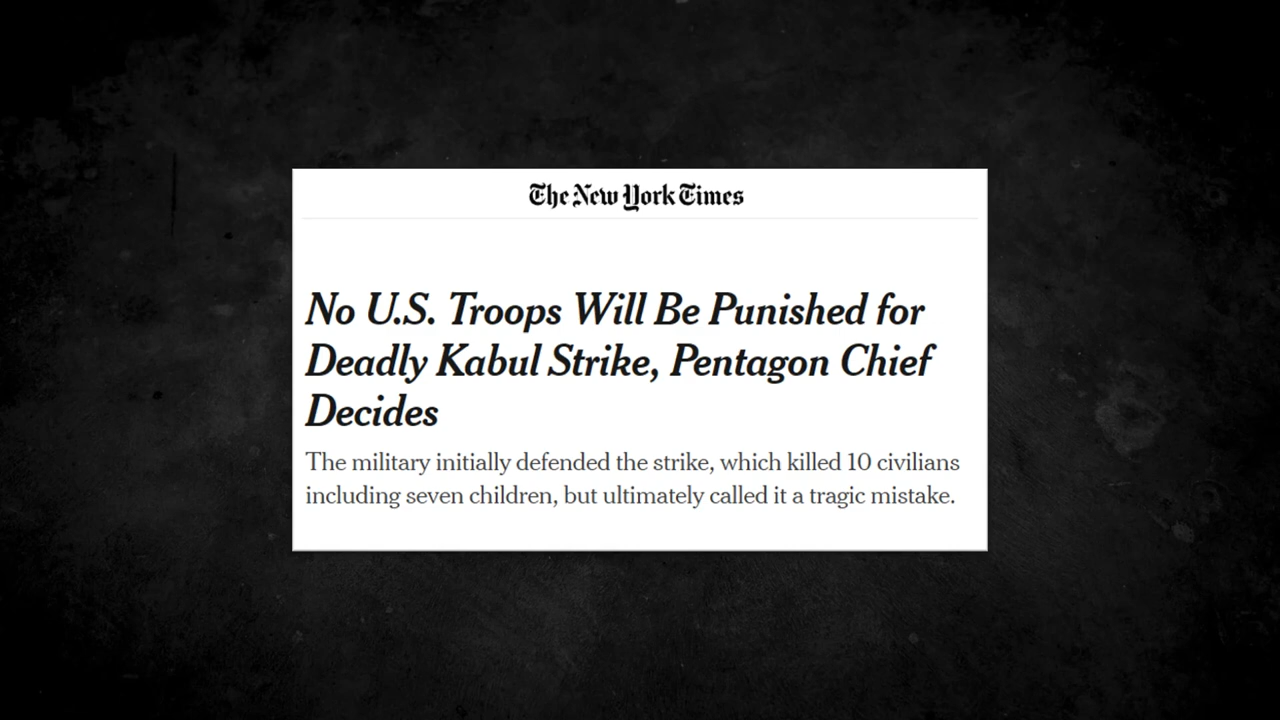 The New York Times
No U.S. Troops Will Be Punished for
Deadly Kabul Strike, Pentagon Chief
Decides
The military initially defended the strike, which killed 10 civilians
including seven children, but ultimately called it a tragic mistake.